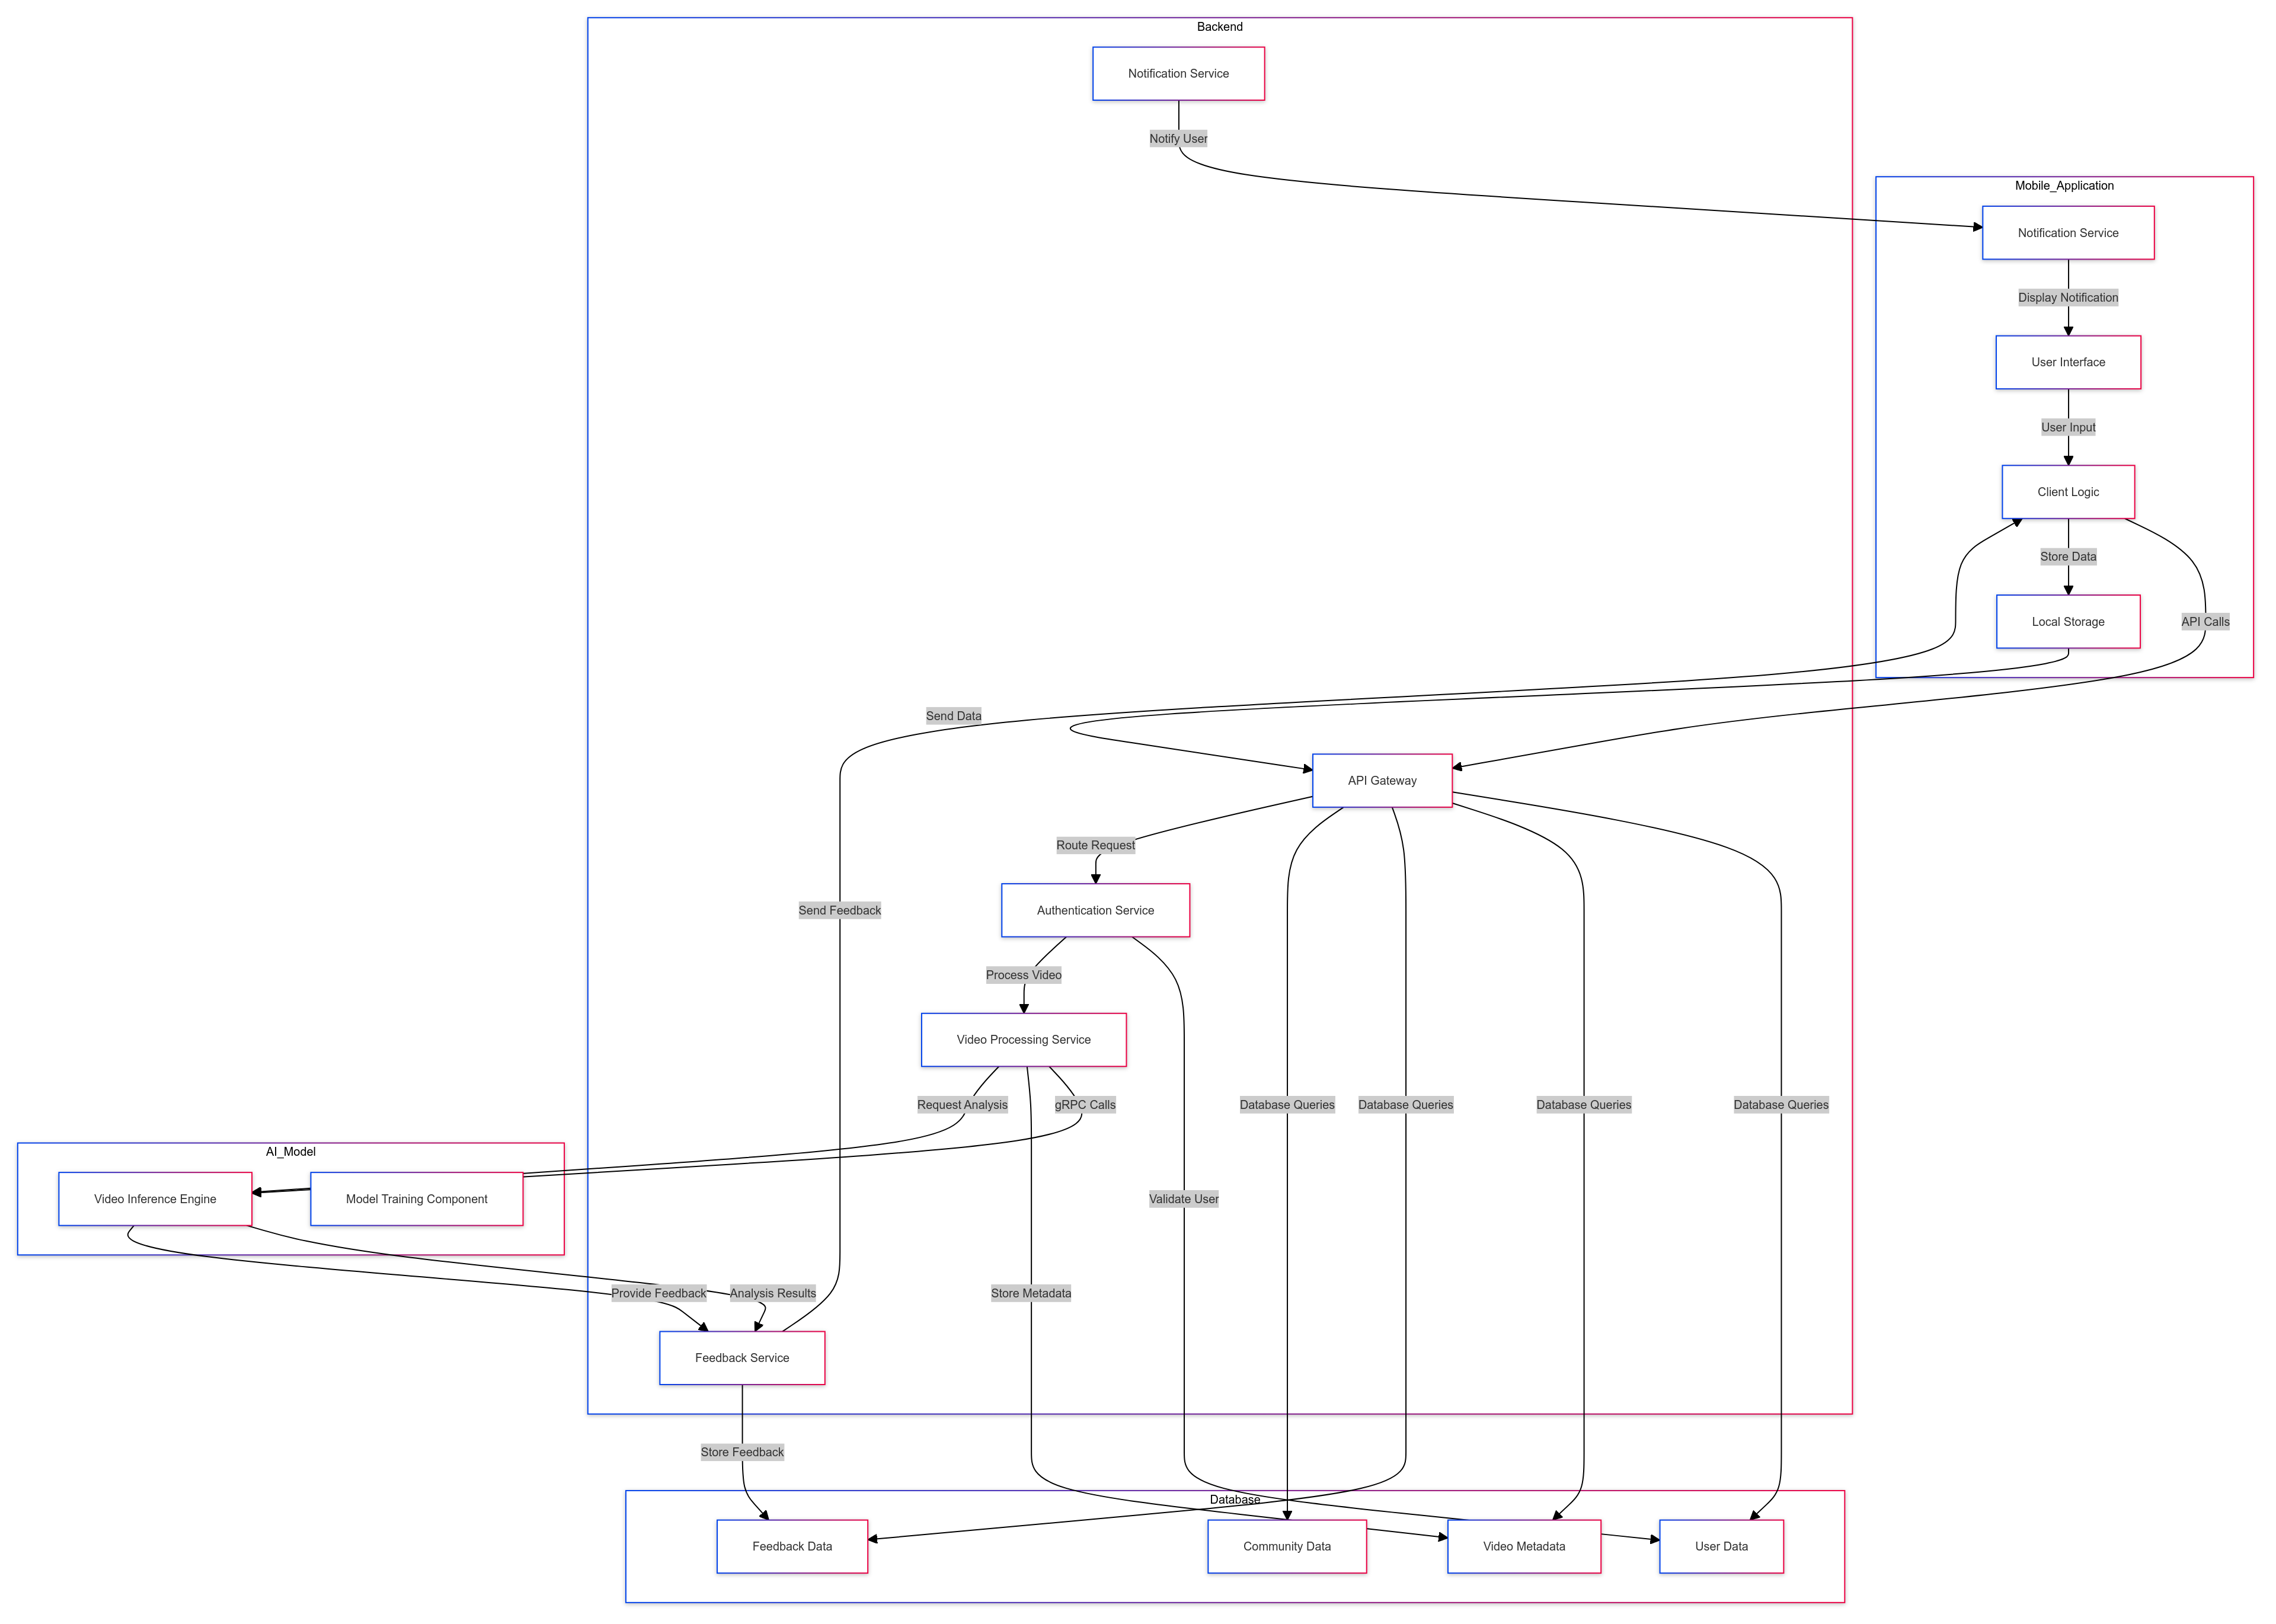 Backend
Notification Service
Notify User
Mobile_Application
Notification Service
Display Notification
User Interface
User Input
Client Logic
Store Data
Local Storage
API Calls
Send Data
API Gateway
Route Request
Authentication Service
Send Feedback
Process Video
Video Processing Service
Request Analysis
gRPC Calls
Database Queries
Database Queries
Database Queries
Database Queries
AI_Model
Video Inference Engine
Model Training Component
Validate User
Provide Feedback
Analysis Results
Store Metadata
Feedback Service
Store Feedback
Database
Feedback Data
Community Data
Video Metadata
User Data